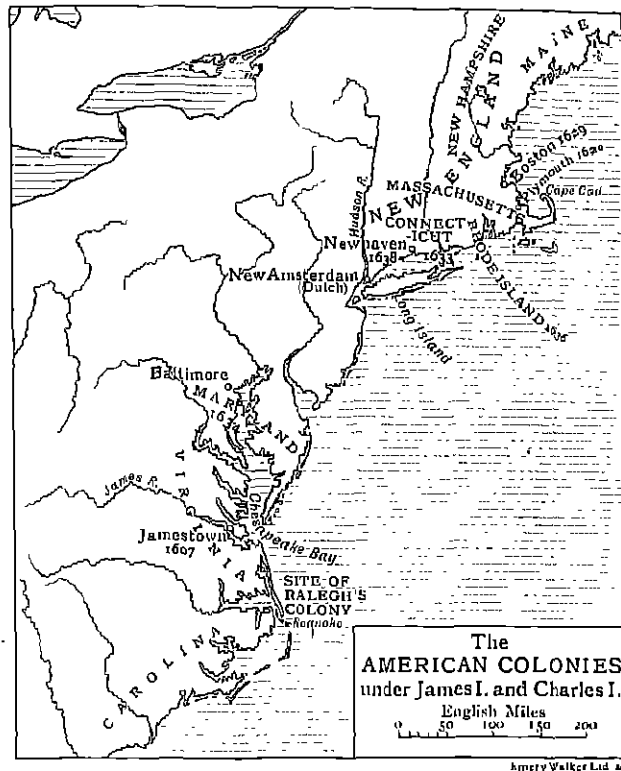 NEW HAMPSHIRE
MAINE
NEW ENGLAND
Boston 1629
Plymouth 1620
Cape Cod
MASSACHUSETTS
Hudson R.
CONNECT
-ICUT
1633
Newhaven
1638
RHODE ISLAND 1636
New Amsterdam
(Dutch)
Long Island
Baltimore
MARYLAND
VIRGINIA
James R.
Chesapeake Bay
Jamestown
1607
SITE OF
RALEGH'S
COLONY
Roanoke
CAROLINA
The
AMERICAN COLONIES
under James I. and Charles I.
English Miles
0 50 100 150 200
Emery Walker Ltd.